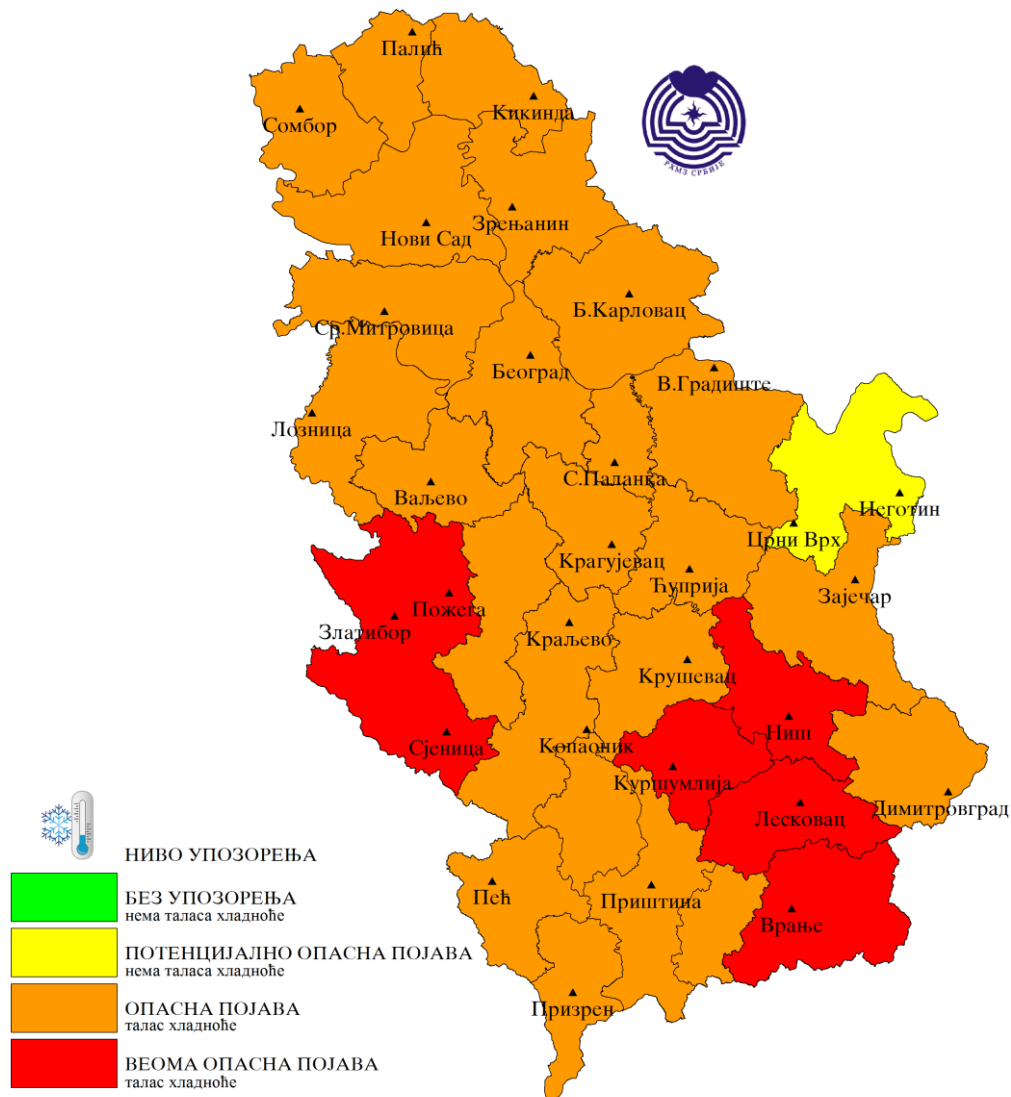 Палић
Кикинда
Сомбор
РХМЗ СРБИЈЕ
Зрењанин
Нови Сад
Б.Карловац
Ср.Митровица
Београд
В.Градиште
Лозница
С.Паланка
Ваљево
Неготин
Црни Врх
Крагујевац
Ћуприја
Зајечар
Пожега
Златибор
Краљево
Крушевац
Ниш
Сјеница
Копаоник
Куршумлија
Димитровград
Лесковац
Пећ
Приштина
Врање
Призрен
НИВО УПОЗОРЕЊА
БЕЗ УПОЗОРЕЊА
нема таласа хладноће
ПОТЕНЦИЈАЛНО ОПАСНА ПОЈАВА
нема таласа хладноће
ОПАСНА ПОЈАВА
талас хладноће
ВЕОМА ОПАСНА ПОЈАВА
талас хладноће